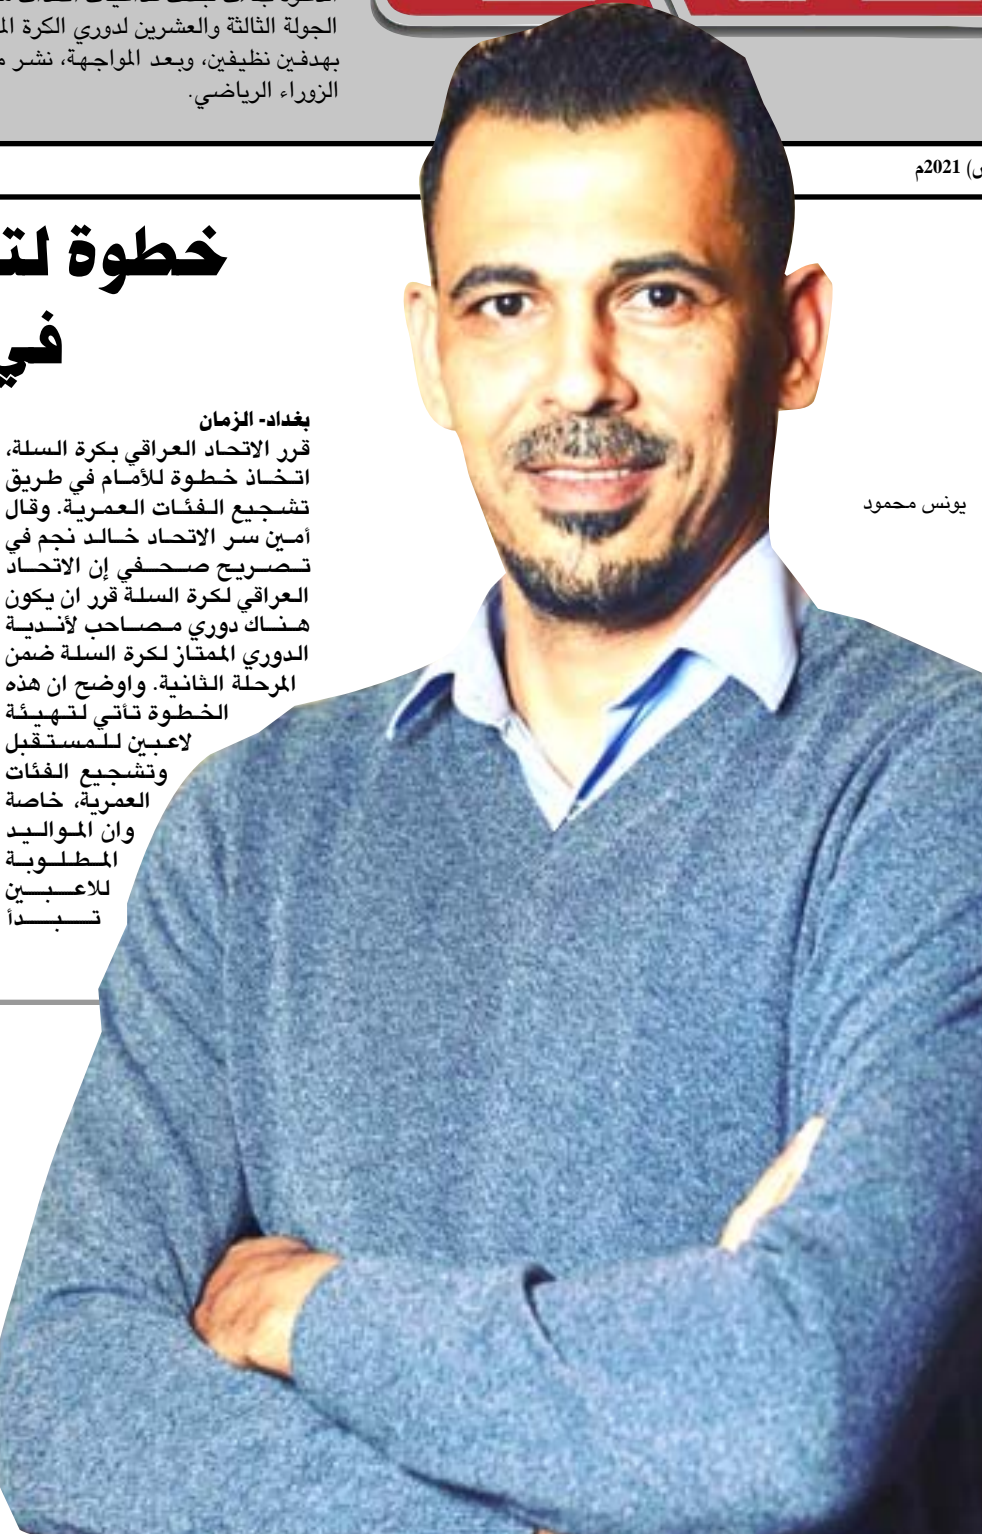 الجولة الثالثة والعشرين لدوري الكرة
بهدفين نظيفين، وبعد المواجهة، نشر
الزوراء الرياضي.
2021م
خطوة
في
بغداد- الزمان
قرر الاتحاد العراقي بكرة السلة،
اتخاذ خطوة للأمام في طريق
تشجيع الفئات العمرية. وقال
أمين سر الاتحاد خالد نجم في
تصريح صحفي إن الاتحاد
العراقي لكرة السلة قرر ان يكون
هناك دوري مصاحب لأندية
الدوري الممتاز لكرة السلة ضمن
المرحلة الثانية. واوضح ان هذه
الخطوة تأتي لتهيئة
لاعبين للمستقبل
وتشجيع الفئات
العمرية، خاصة
وان المواليد
المطلوبة
للاعبين
تبدأ
يونس محمود